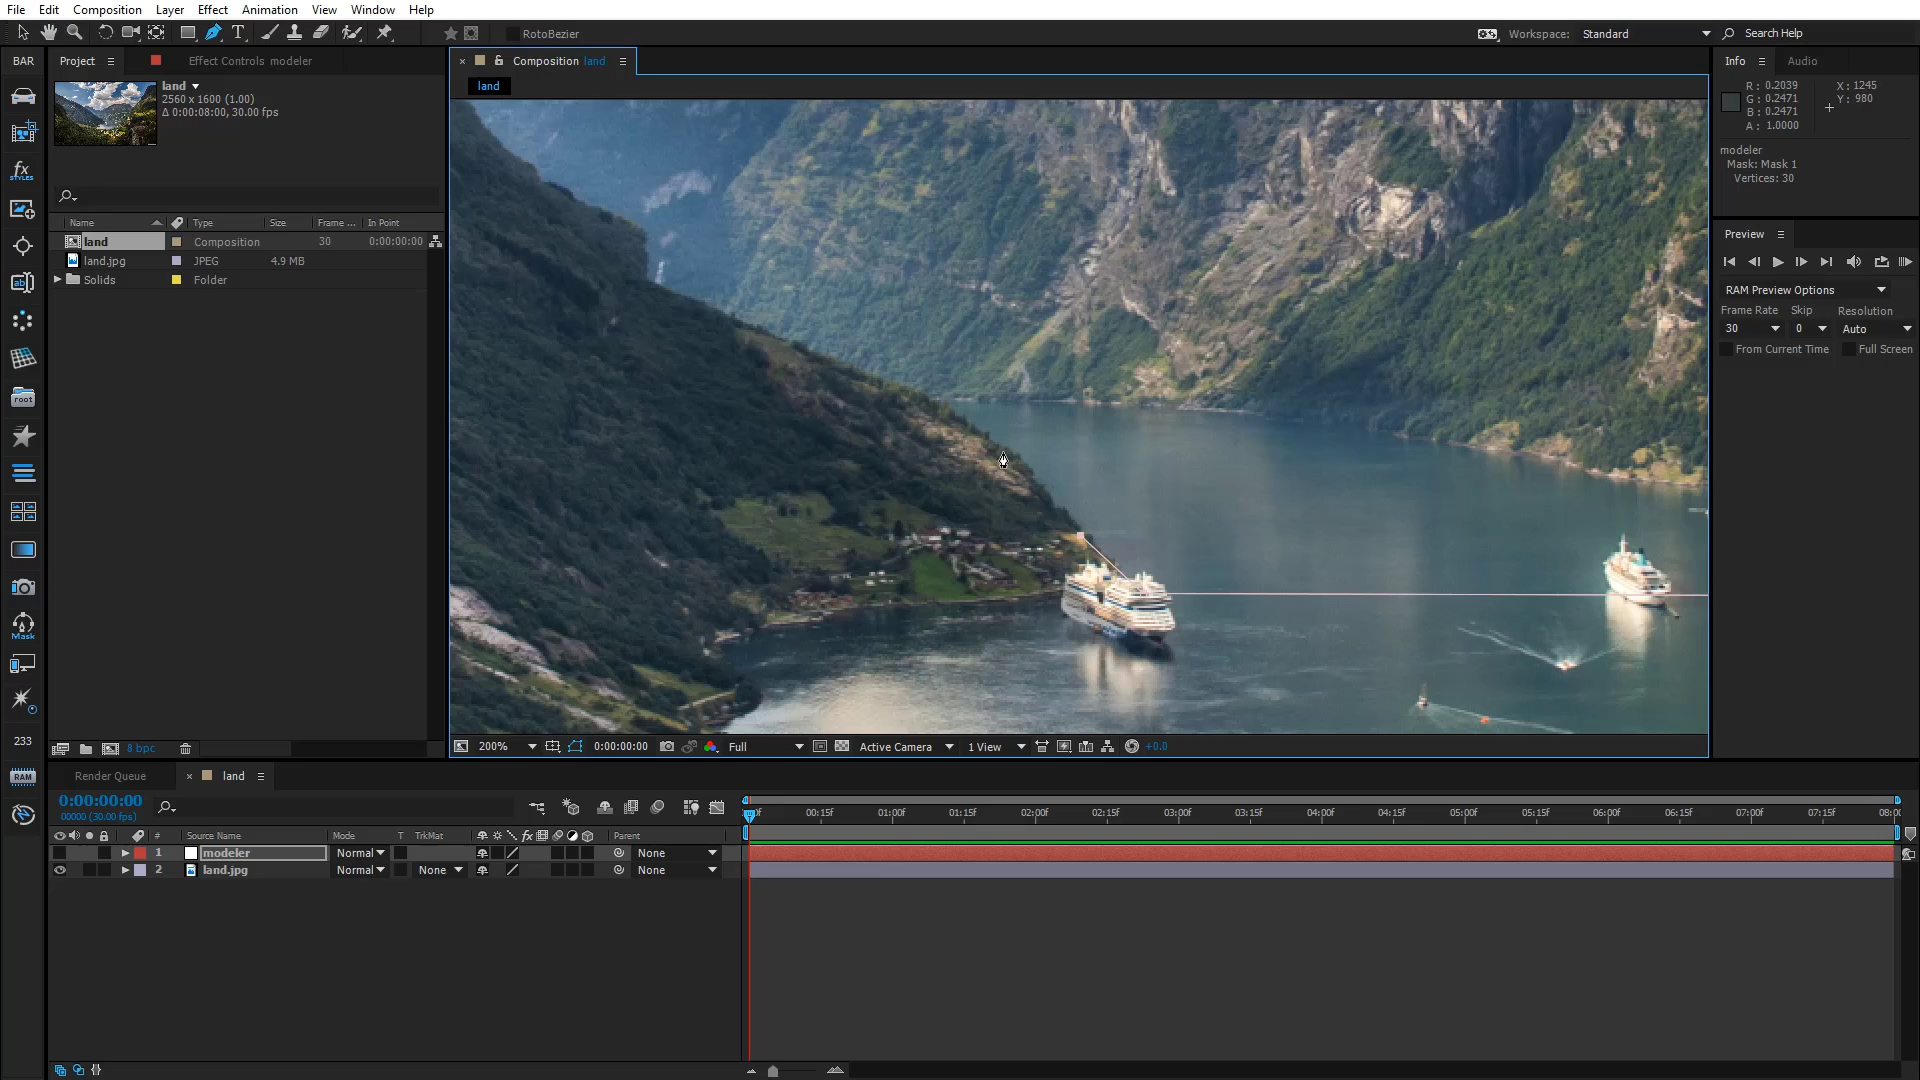 File Edit Composition Layer Effect Animation View Window Help
T RotoBezier Workspace: Standard Search Help
BAR Project Effect Controls modeler Composition land Info Audio
land
land
2560 x 1600 (1.00)
Δ 0:00:08:00, 30.00 fps
R: 0.2039 X: 1245
G: 0.2471 Y: 980
B: 0.2471
A: 1.0000
modeler
Mask: Mask 1
Vertices: 30
fx
STYLES
Name Type Size Frame ... In Point
land Composition 30 0:00:00:00
land.jpg JPEG 4.9 MB
Solids Folder
Preview
RAM Preview Options
Frame Rate Skip Resolution
30 0 Auto
From Current Time Full Screen
ab
root
Mask
233
RAM
8 bpc
200% 0:00:00:00 Full Active Camera 1 View +0.0
Render Queue land
0:00:00:00
00000 (30.00 fps)
00:15f 01:00f 01:15f 02:00f 02:15f 03:00f 03:15f 04:00f 04:15f 05:00f 05:15f 06:00f 06:15f 07:00f 07:15f
# Source Name Mode T TrkMat fx Parent
1 modeler Normal None
2 land.jpg Normal None None